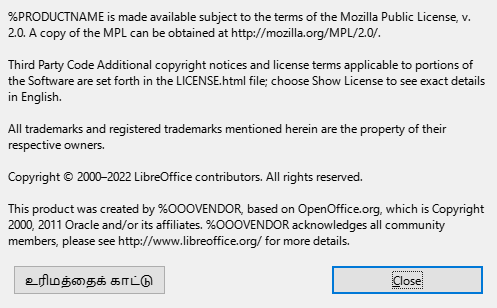 %PRODUCTNAME is made available subject to the terms of the Mozilla Public License, v.
2.0. A copy of the MPL can be obtained at http://mozilla.org/MPL/2.0/.
Third Party Code Additional copyright notices and license terms applicable to portions of
the Software are set forth in the LICENSE.html file; choose Show License to see exact details
in English.
All trademarks and registered trademarks mentioned herein are the property of their
respective owners.
Copyright © 2000–2022 LibreOffice contributors. All rights reserved.
This product was created by %OOOVENDOR, based on OpenOffice.org, which is Copyright
2000, 2011 Oracle and/or its affiliates. %OOOVENDOR acknowledges all community
members, please see http://www.libreoffice.org/ for more details.
உரிமத்தைக் காட்டு
Close